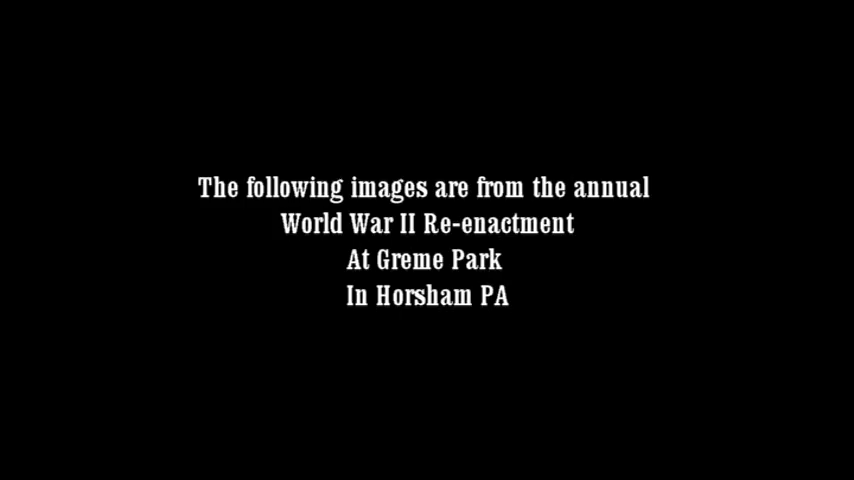 The following images are from the annual
World War II Re-enactment
At Greme Park
In Horsham PA